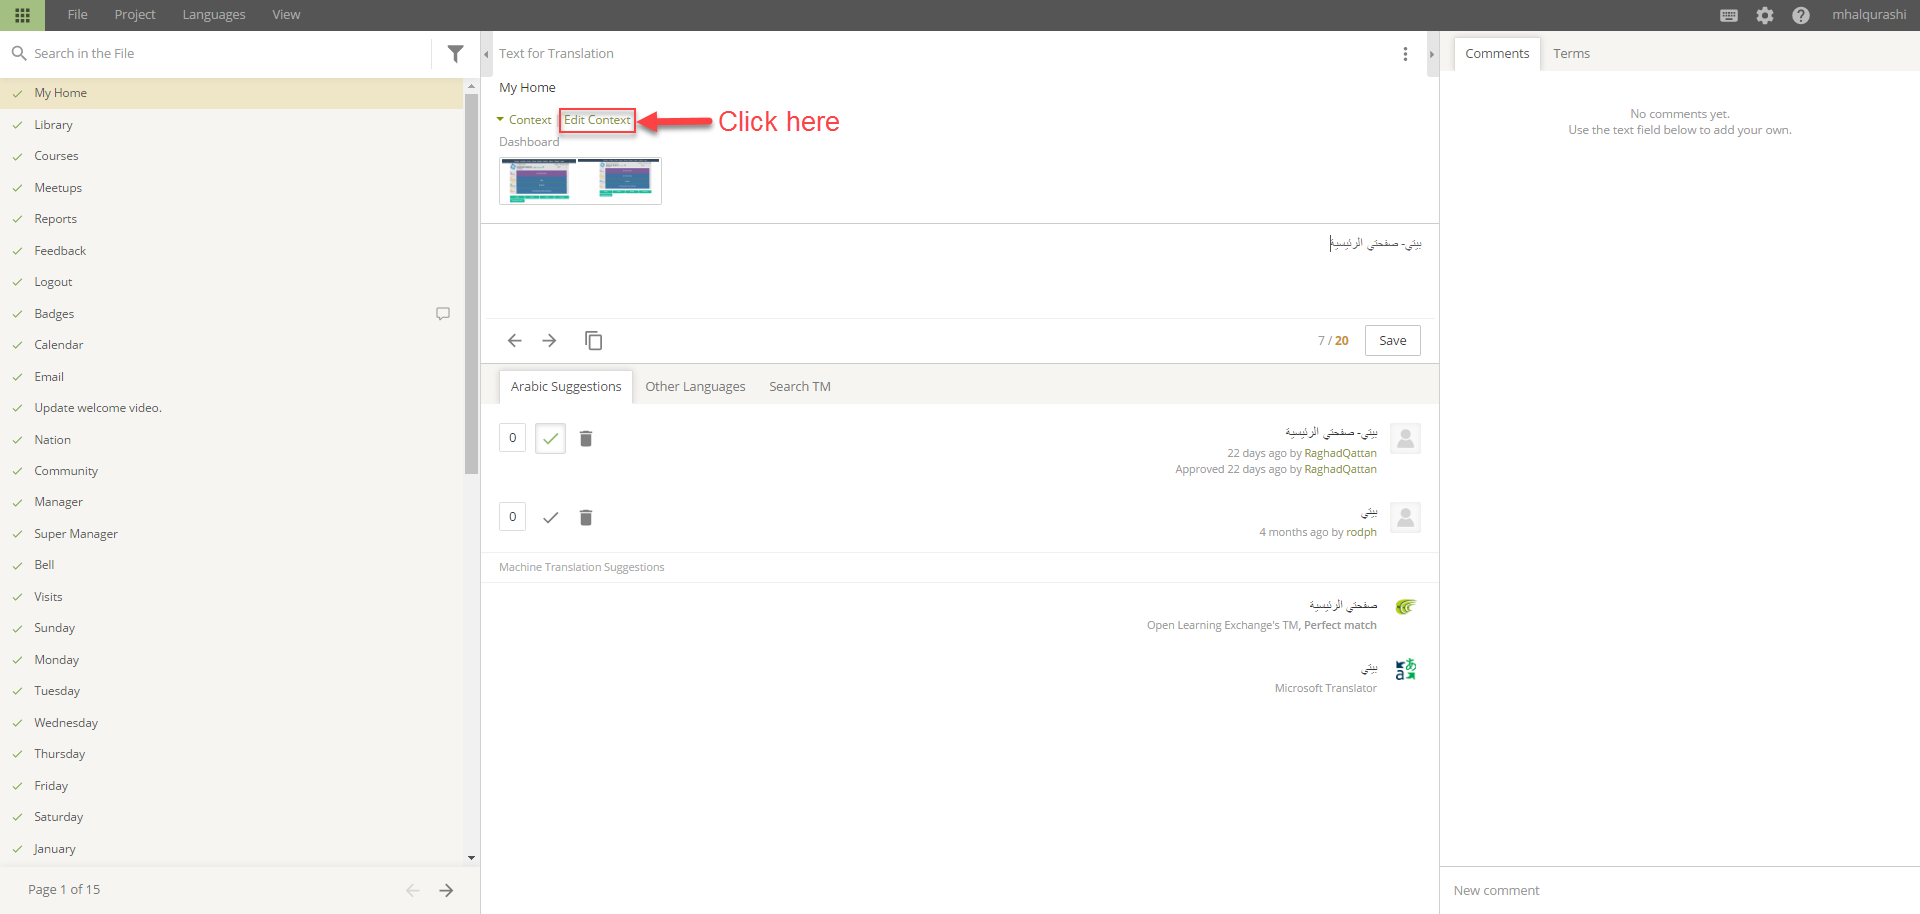 File Project Languages View mhalqurashi
Search in the File
My Home
Library
Courses
Meetups
Reports
Feedback
Logout
Badges
Calendar
Email
Update welcome video.
Nation
Community
Manager
Super Manager
Bell
Visits
Sunday
Monday
Tuesday
Wednesday
Thursday
Friday
Saturday
January
Page 1 of 15
Text for Translation
My Home
Context | Edit Context
Click here
Dashboard
بيتي- صفحتي الرئيسية
7 / 20 Save
Arabic Suggestions Other Languages Search TM
0
بيتي- صفحتي الرئيسية
22 days ago by RaghadQattan
Approved 22 days ago by RaghadQattan
0
بيتي
4 months ago by rodph
Machine Translation Suggestions
صفحتي الرئيسية
Open Learning Exchange's TM, Perfect match
بيتي
Microsoft Translator
Comments Terms
No comments yet.
Use the text field below to add your own.
New comment